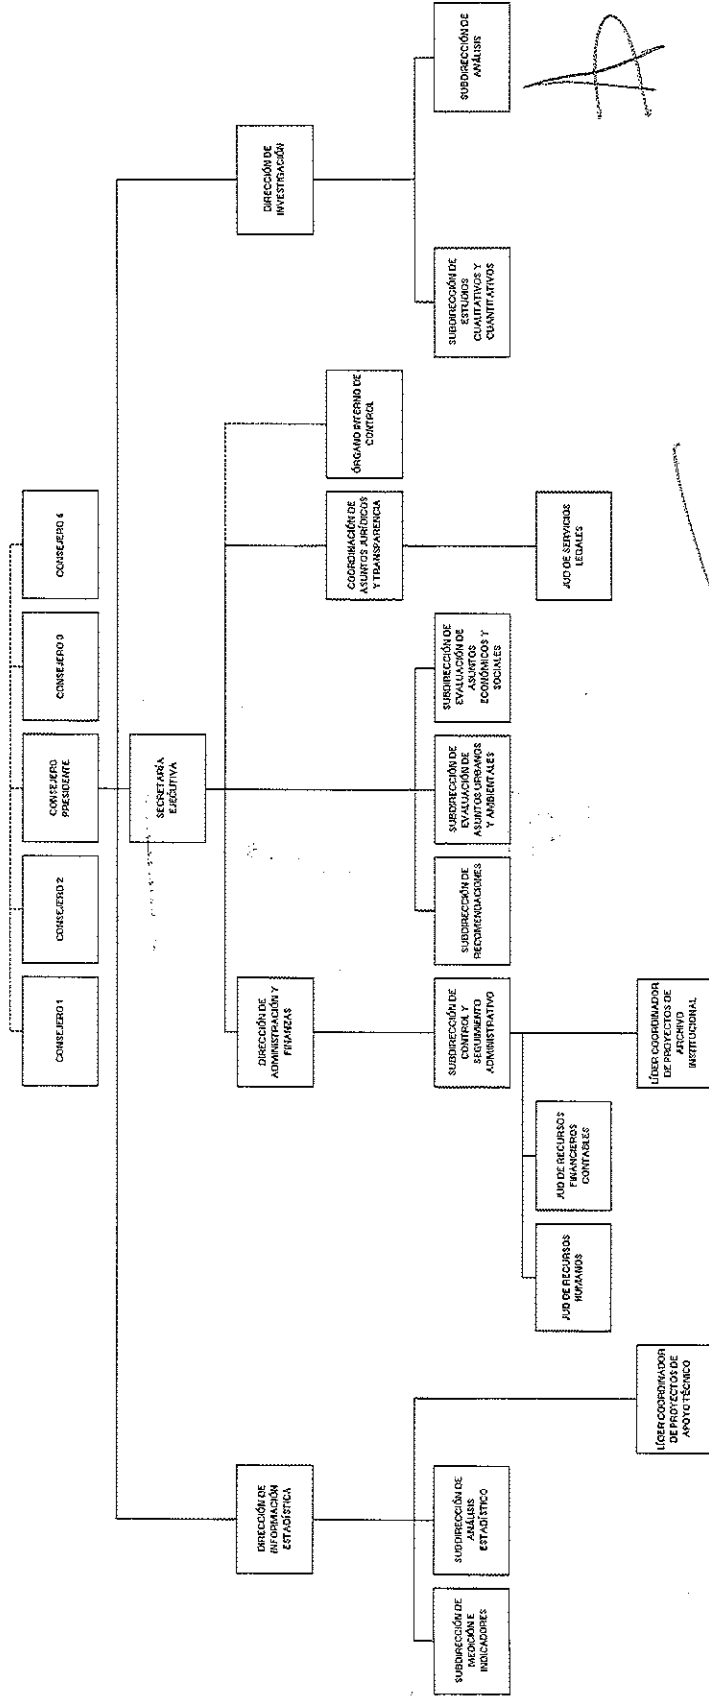 CONSEJERO 1
CONSEJERO 2
CONSEJERO
PRESIDENTE
CONSEJERO 3
CONSEJERO 4
SECRETARÍA
EJECUTIVA
DIRECCIÓN DE
INFORMACIÓN
ESTADÍSTICA
DIRECCIÓN DE
ADMINISTRACIÓN Y
FINANZAS
DIRECCIÓN DE
INVESTIGACIÓN
COORDINACIÓN DE
ASUNTOS JURÍDICOS
Y TRANSPARENCIA
ÓRGANO INTERNO DE
CONTROL
SUBDIRECCIÓN DE
MEDICIÓN E
INDICADORES
SUBDIRECCIÓN DE
ANÁLISIS
ESTADÍSTICO
SUBDIRECCIÓN DE
CONTROL Y
SEGUIMIENTO
ADMINISTRATIVO
SUBDIRECCIÓN DE
RECOMENDACIONES
SUBDIRECCIÓN DE
EVALUACIÓN DE
ASUNTOS URBANOS
Y AMBIENTALES
SUBDIRECCIÓN DE
EVALUACIÓN DE
ASUNTOS
ECONÓMICOS Y
SOCIALES
SUBDIRECCIÓN DE
ESTUDIOS
CUALITATIVOS Y
CUANTITATIVOS
SUBDIRECCIÓN DE
ANÁLISIS
JUD DE RECURSOS
HUMANOS
JUD DE RECURSOS
FINANCIEROS
CONTABLES
JUD DE SERVICIOS
LEGALES
LÍDER COORDINADOR
DE PROYECTOS DE
APOYO TÉCNICO
LÍDER COORDINADOR
DE PROYECTOS DE
ARCHIVO
INSTITUCIONAL